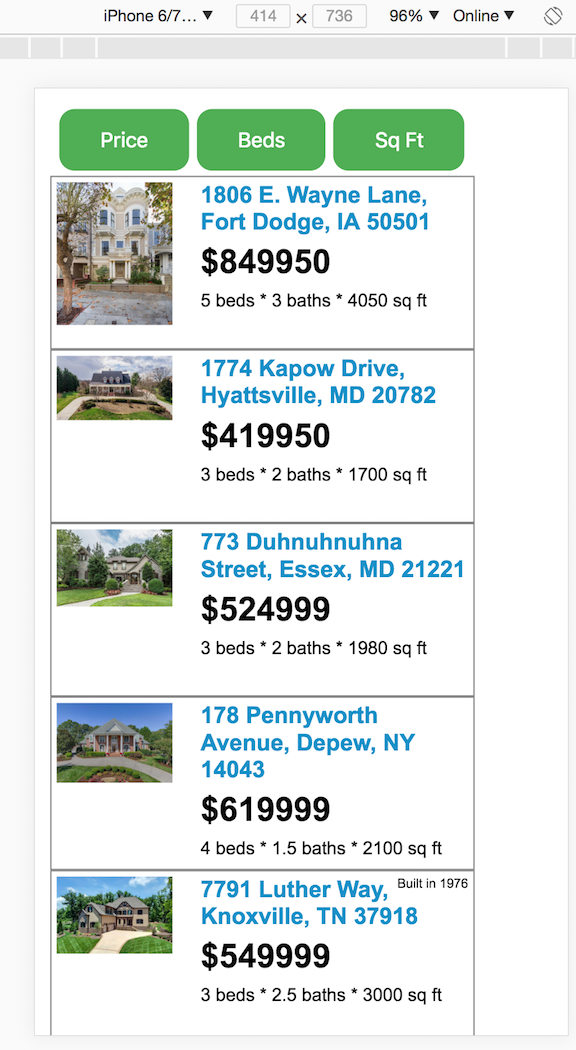 iPhone 6/7… ▼ 414 × 736 96% ▼ Online ▼
Price Beds Sq Ft
1806 E. Wayne Lane,
Fort Dodge, IA 50501
$849950
5 beds * 3 baths * 4050 sq ft
1774 Kapow Drive,
Hyattsville, MD 20782
$419950
3 beds * 2 baths * 1700 sq ft
773 Duhnuhnuhna
Street, Essex, MD 21221
$524999
3 beds * 2 baths * 1980 sq ft
178 Pennyworth
Avenue, Depew, NY
14043
$619999
4 beds * 1.5 baths * 2100 sq ft
7791 Luther Way, Built in 1976
Knoxville, TN 37918
$549999
3 beds * 2.5 baths * 3000 sq ft